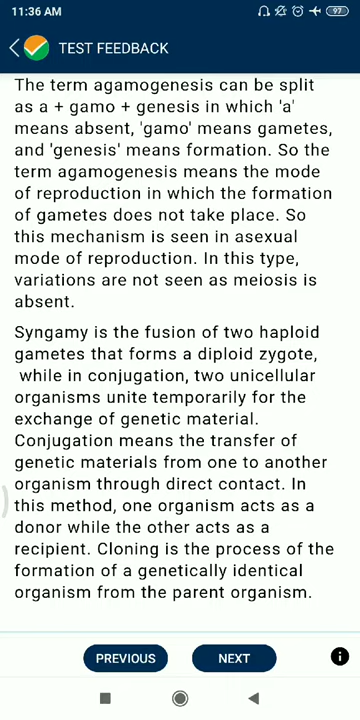 11:36 AM
97
TEST FEEDBACK
The term agamogenesis can be split
as a + gamo + genesis in which 'a'
means absent, 'gamo' means gametes,
and 'genesis' means formation. So the
term agamogenesis means the mode
of reproduction in which the formation
of gametes does not take place. So
this mechanism is seen in asexual
mode of reproduction. In this type,
variations are not seen as meiosis is
absent.
Syngamy is the fusion of two haploid
gametes that forms a diploid zygote,
while in conjugation, two unicellular
organisms unite temporarily for the
exchange of genetic material.
Conjugation means the transfer of
genetic materials from one to another
organism through direct contact. In
this method, one organism acts as a
donor while the other acts as a
recipient. Cloning is the process of the
formation of a genetically identical
organism from the parent organism.
PREVIOUS
NEXT